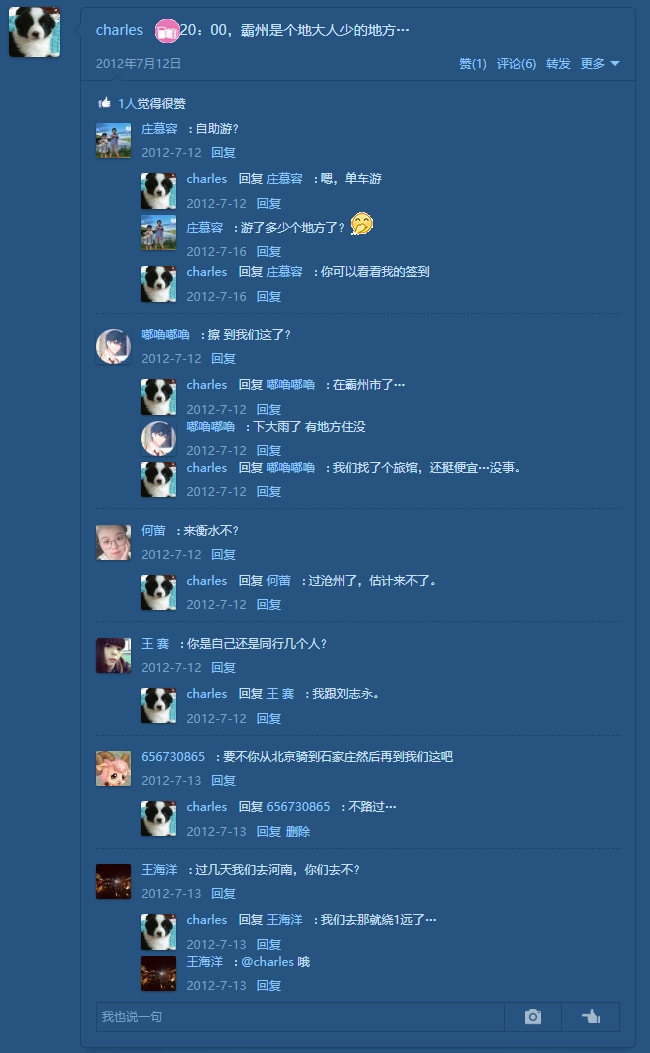 charles 20：00，霸州是个地大人少的地方…
2012年7月12日 赞(1) 评论(6) 转发 更多
1人觉得很赞
庄慕容 ：自助游?
2012-7-12 回复
charles 回复 庄慕容 ：嗯，单车游
2012-7-12 回复
庄慕容 ：游了多少个地方了?
2012-7-16 回复
charles 回复 庄慕容 ：你可以看看我的签到
2012-7-16 回复
嘟噜嘟噜 ：擦 到我们这了?
2012-7-12 回复
charles 回复 嘟噜嘟噜 ：在霸州市了…
2012-7-12 回复
嘟噜嘟噜 ：下大雨了 有地方住没
2012-7-12 回复
charles 回复 嘟噜嘟噜 ：我们找了个旅馆，还挺便宜…没事。
2012-7-12 回复
何苗 ：来衡水不?
2012-7-12 回复
charles 回复 何苗 ：过沧州了，估计来不了。
2012-7-12 回复
王 赛 ：你是自己还是同行几个人?
2012-7-12 回复
charles 回复 王 赛 ：我跟刘志永。
2012-7-12 回复
656730865 ：要不你从北京骑到石家庄然后再到我们这吧
2012-7-13 回复
charles 回复 656730865 ：不路过…
2012-7-13 回复 删除
王海洋 ：过几天我们去河南，你们去不?
2012-7-13 回复
charles 回复 王海洋 ：我们去那就绕1远了…
2012-7-13 回复
王海洋 ：@charles 哦
2012-7-13 回复
我也说一句